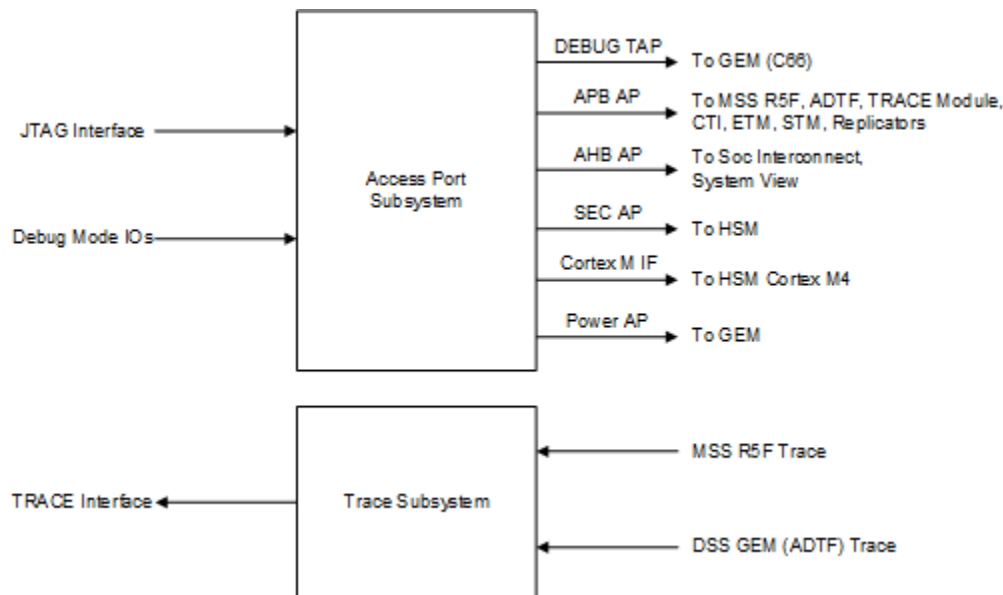 DEBUG TAP
To GEM (C66)
APB AP
To MSS R5F, ADTF, TRACE Module,
CTI, ETM, STM, Replicators
JTAG Interface
AHB AP
To Soc Interconnect,
System View
Access Port
Subsystem
SEC AP
To HSM
Debug Mode IOs
Cortex M IF
To HSM Cortex M4
Power AP
To GEM
MSS R5F Trace
TRACE Interface
Trace Subsystem
DSS GEM (ADTF) Trace